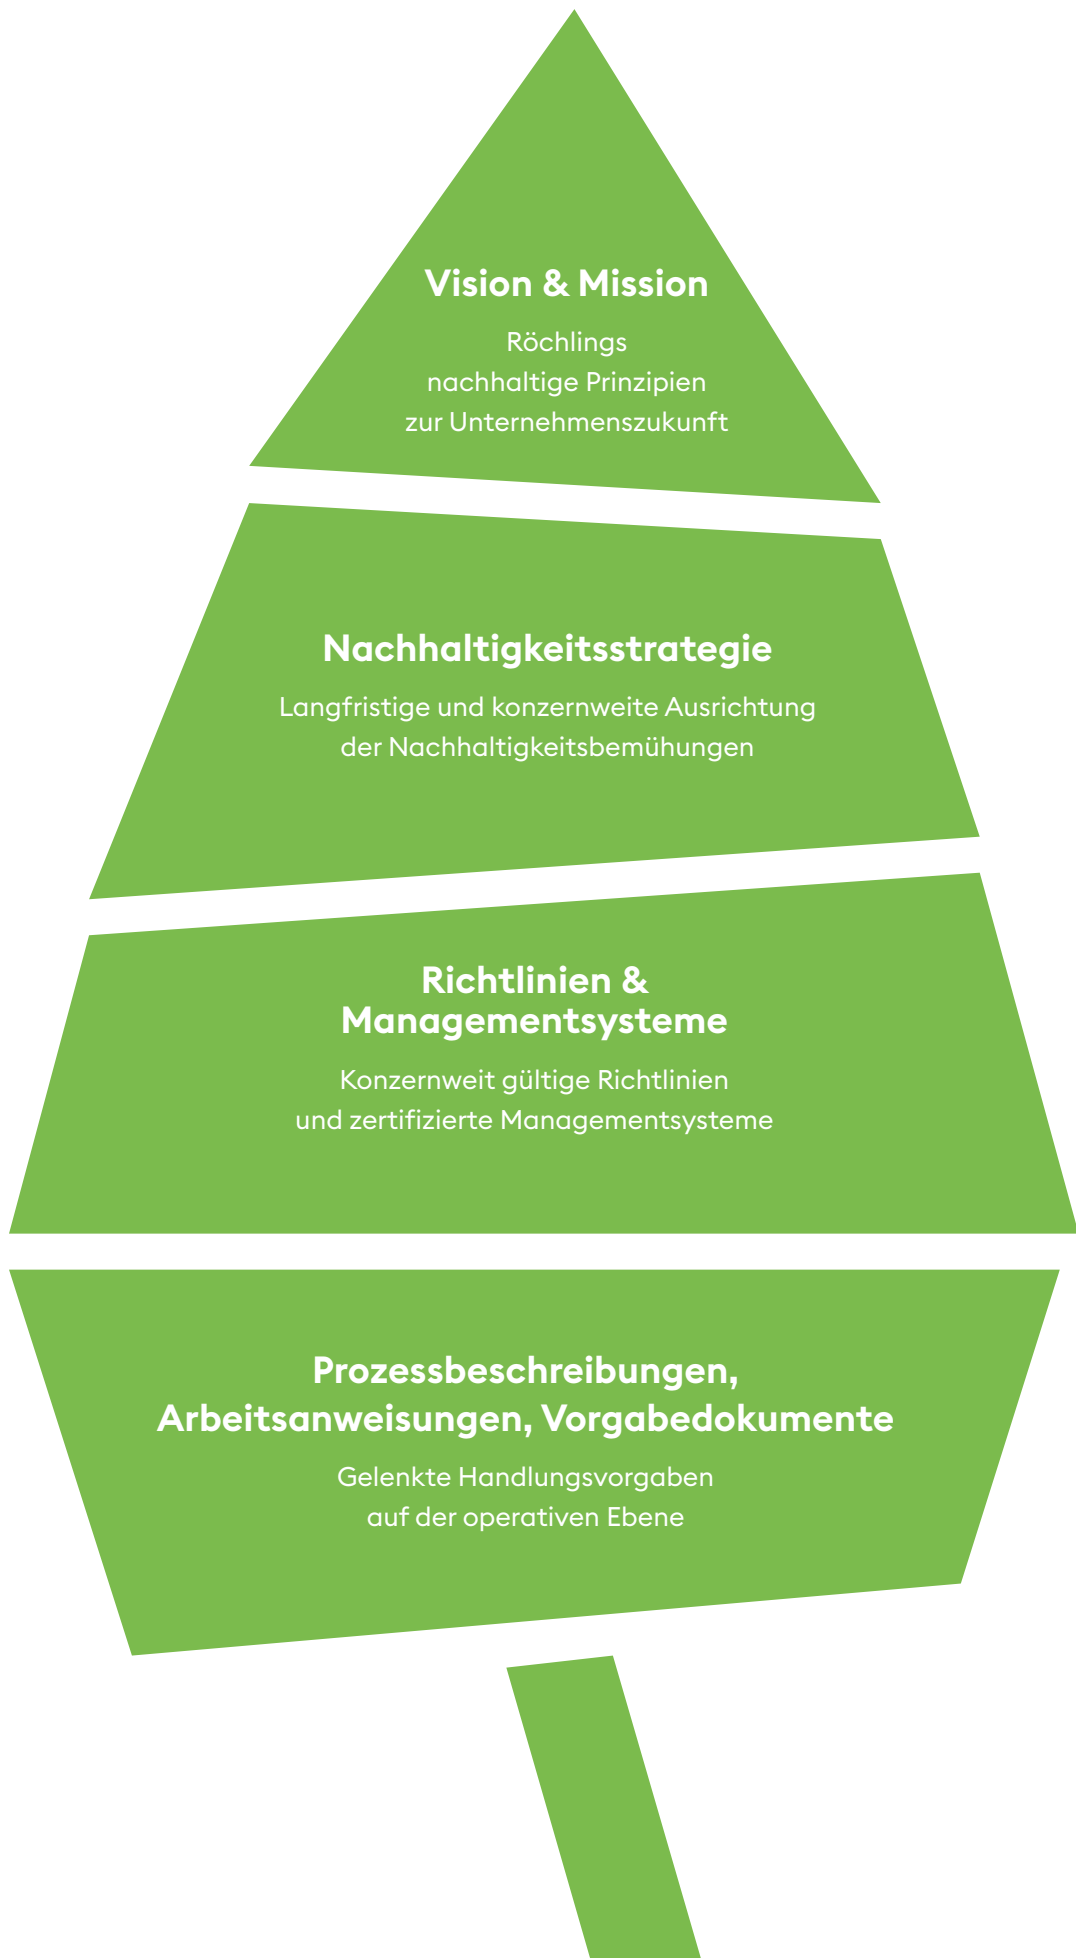 Vision & Mission
Röchlings
nachhaltige Prinzipien
zur Unternehmenszukunft
Nachhaltigkeitsstrategie
Langfristige und konzernweite Ausrichtung
der Nachhaltigkeitsbemühungen
Richtlinien &
Managementsysteme
Konzernweit gültige Richtlinien
und zertifizierte Managementsysteme
Prozessbeschreibungen,
Arbeitsanweisungen, Vorgabedokumente
Gelenkte Handlungsvorgaben
auf der operativen Ebene